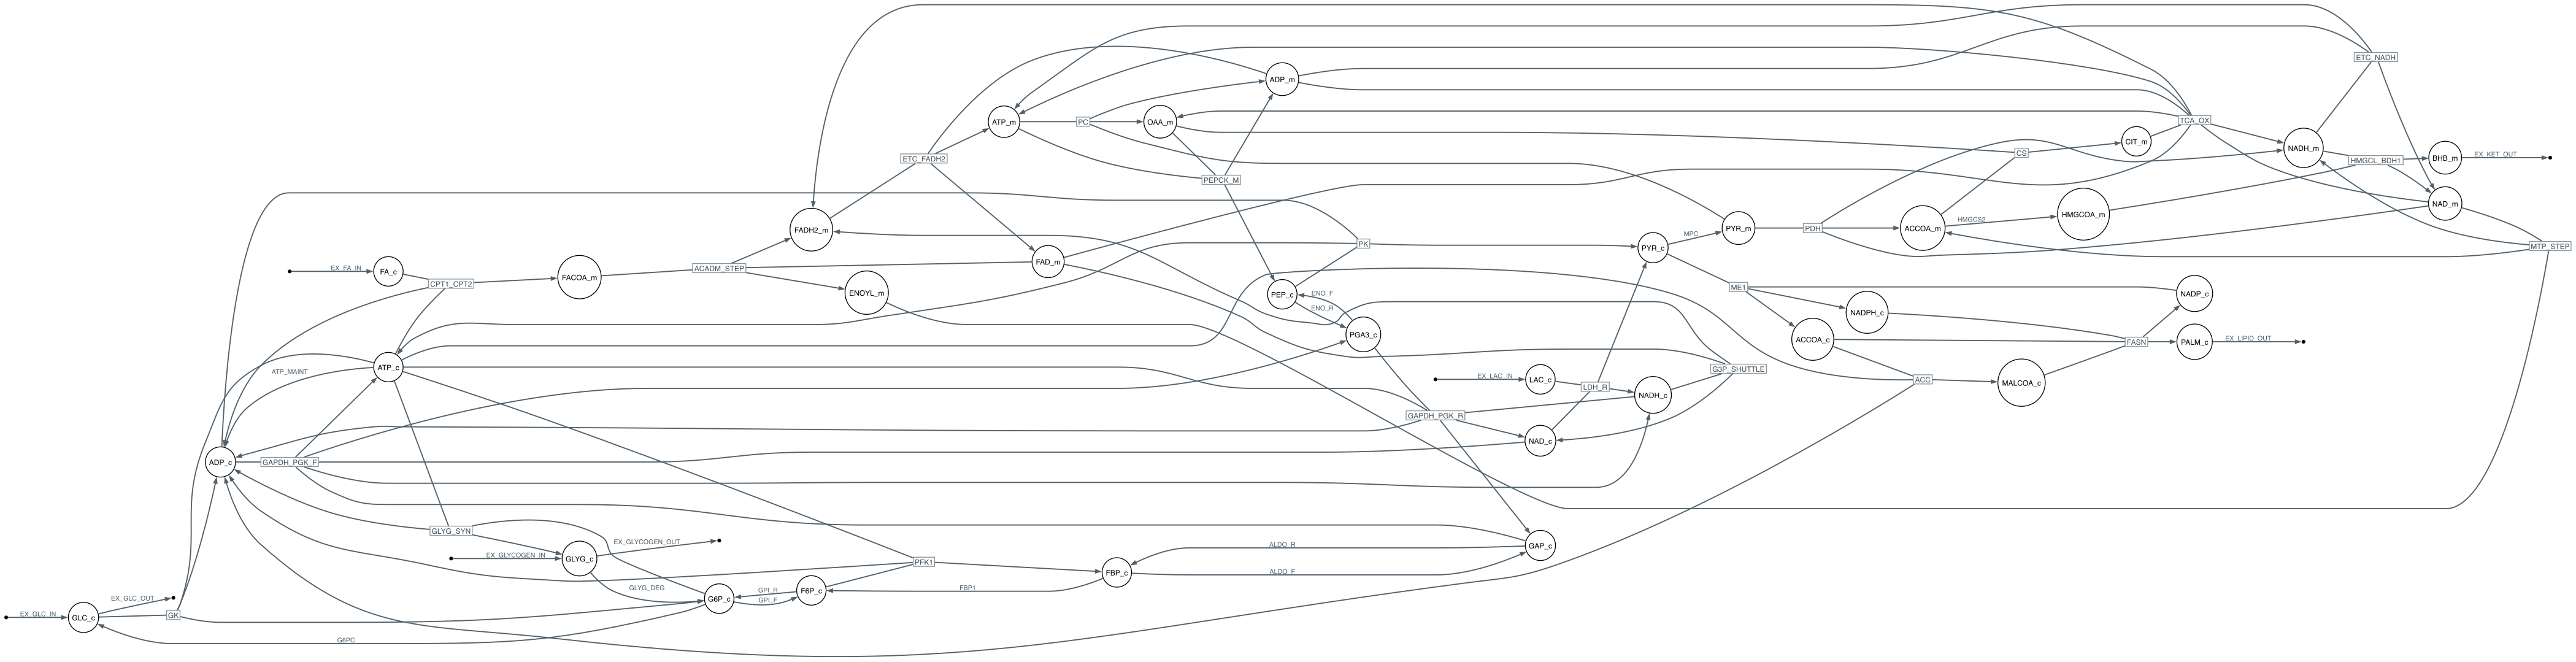 ETC_NADH
ADP_m
ATP_m
PC
OAA_m
TCA_OX
CIT_m
CS
NADH_m
HMGCL_BDH1
BHB_m
EX_KET_OUT
ETC_FADH2
PEPCK_M
NAD_m
HMGCOA_m
HMGCS2
ACCOA_m
PDH
PYR_m
MPC
FADH2_m
PK
PYR_c
MTP_STEP
EX_FA_IN
FA_c
CPT1_CPT2
FACOA_m
ACADM_STEP
FAD_m
ENOYL_m
PEP_c
ENO_F
ENO_R
ME1
NADP_c
NADPH_c
PGA3_c
ACCOA_c
FASN
PALM_c
EX_LIPID_OUT
ATP_c
ATP_MAINT
EX_LAC_IN
LAC_c
LDH_R
G3P_SHUTTLE
NADH_c
ACC
MALCOA_c
GAPDH_PGK_R
NAD_c
ADP_c
GAPDH_PGK_F
GLYG_SYN
EX_GLYCOGEN_OUT
EX_GLYCOGEN_IN
GLYG_c
GAP_c
ALDO_R
ALDO_F
PFK1
FBP_c
GLYG_DEG
GPI_R
GPI_F
F6P_c
FBP1
EX_GLC_OUT
G6P_c
EX_GLC_IN
GLC_c
GK
G6PC